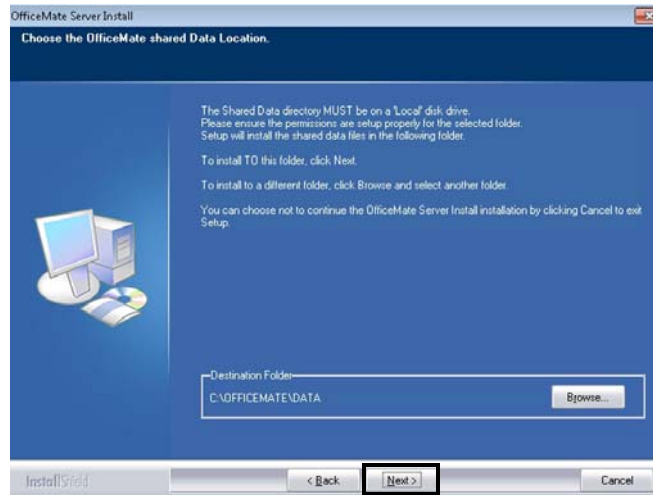 OfficeMate Server Install
Choose the OfficeMate shared Data Location.
The Shared Data directory MUST be on a 'Local' disk drive.
Please ensure the permissions are setup properly for the selected folder.
Setup will install the shared data files in the following folder.
To install TO this folder, click Next.
To install to a different folder, click Browse and select another folder.
You can choose not to continue the OfficeMate Server Install installation by clicking Cancel to exit
Setup.
Destination Folder
C:\OFFICEMATE\DATA
Browse...
InstallShield
< Back
Next >
Cancel